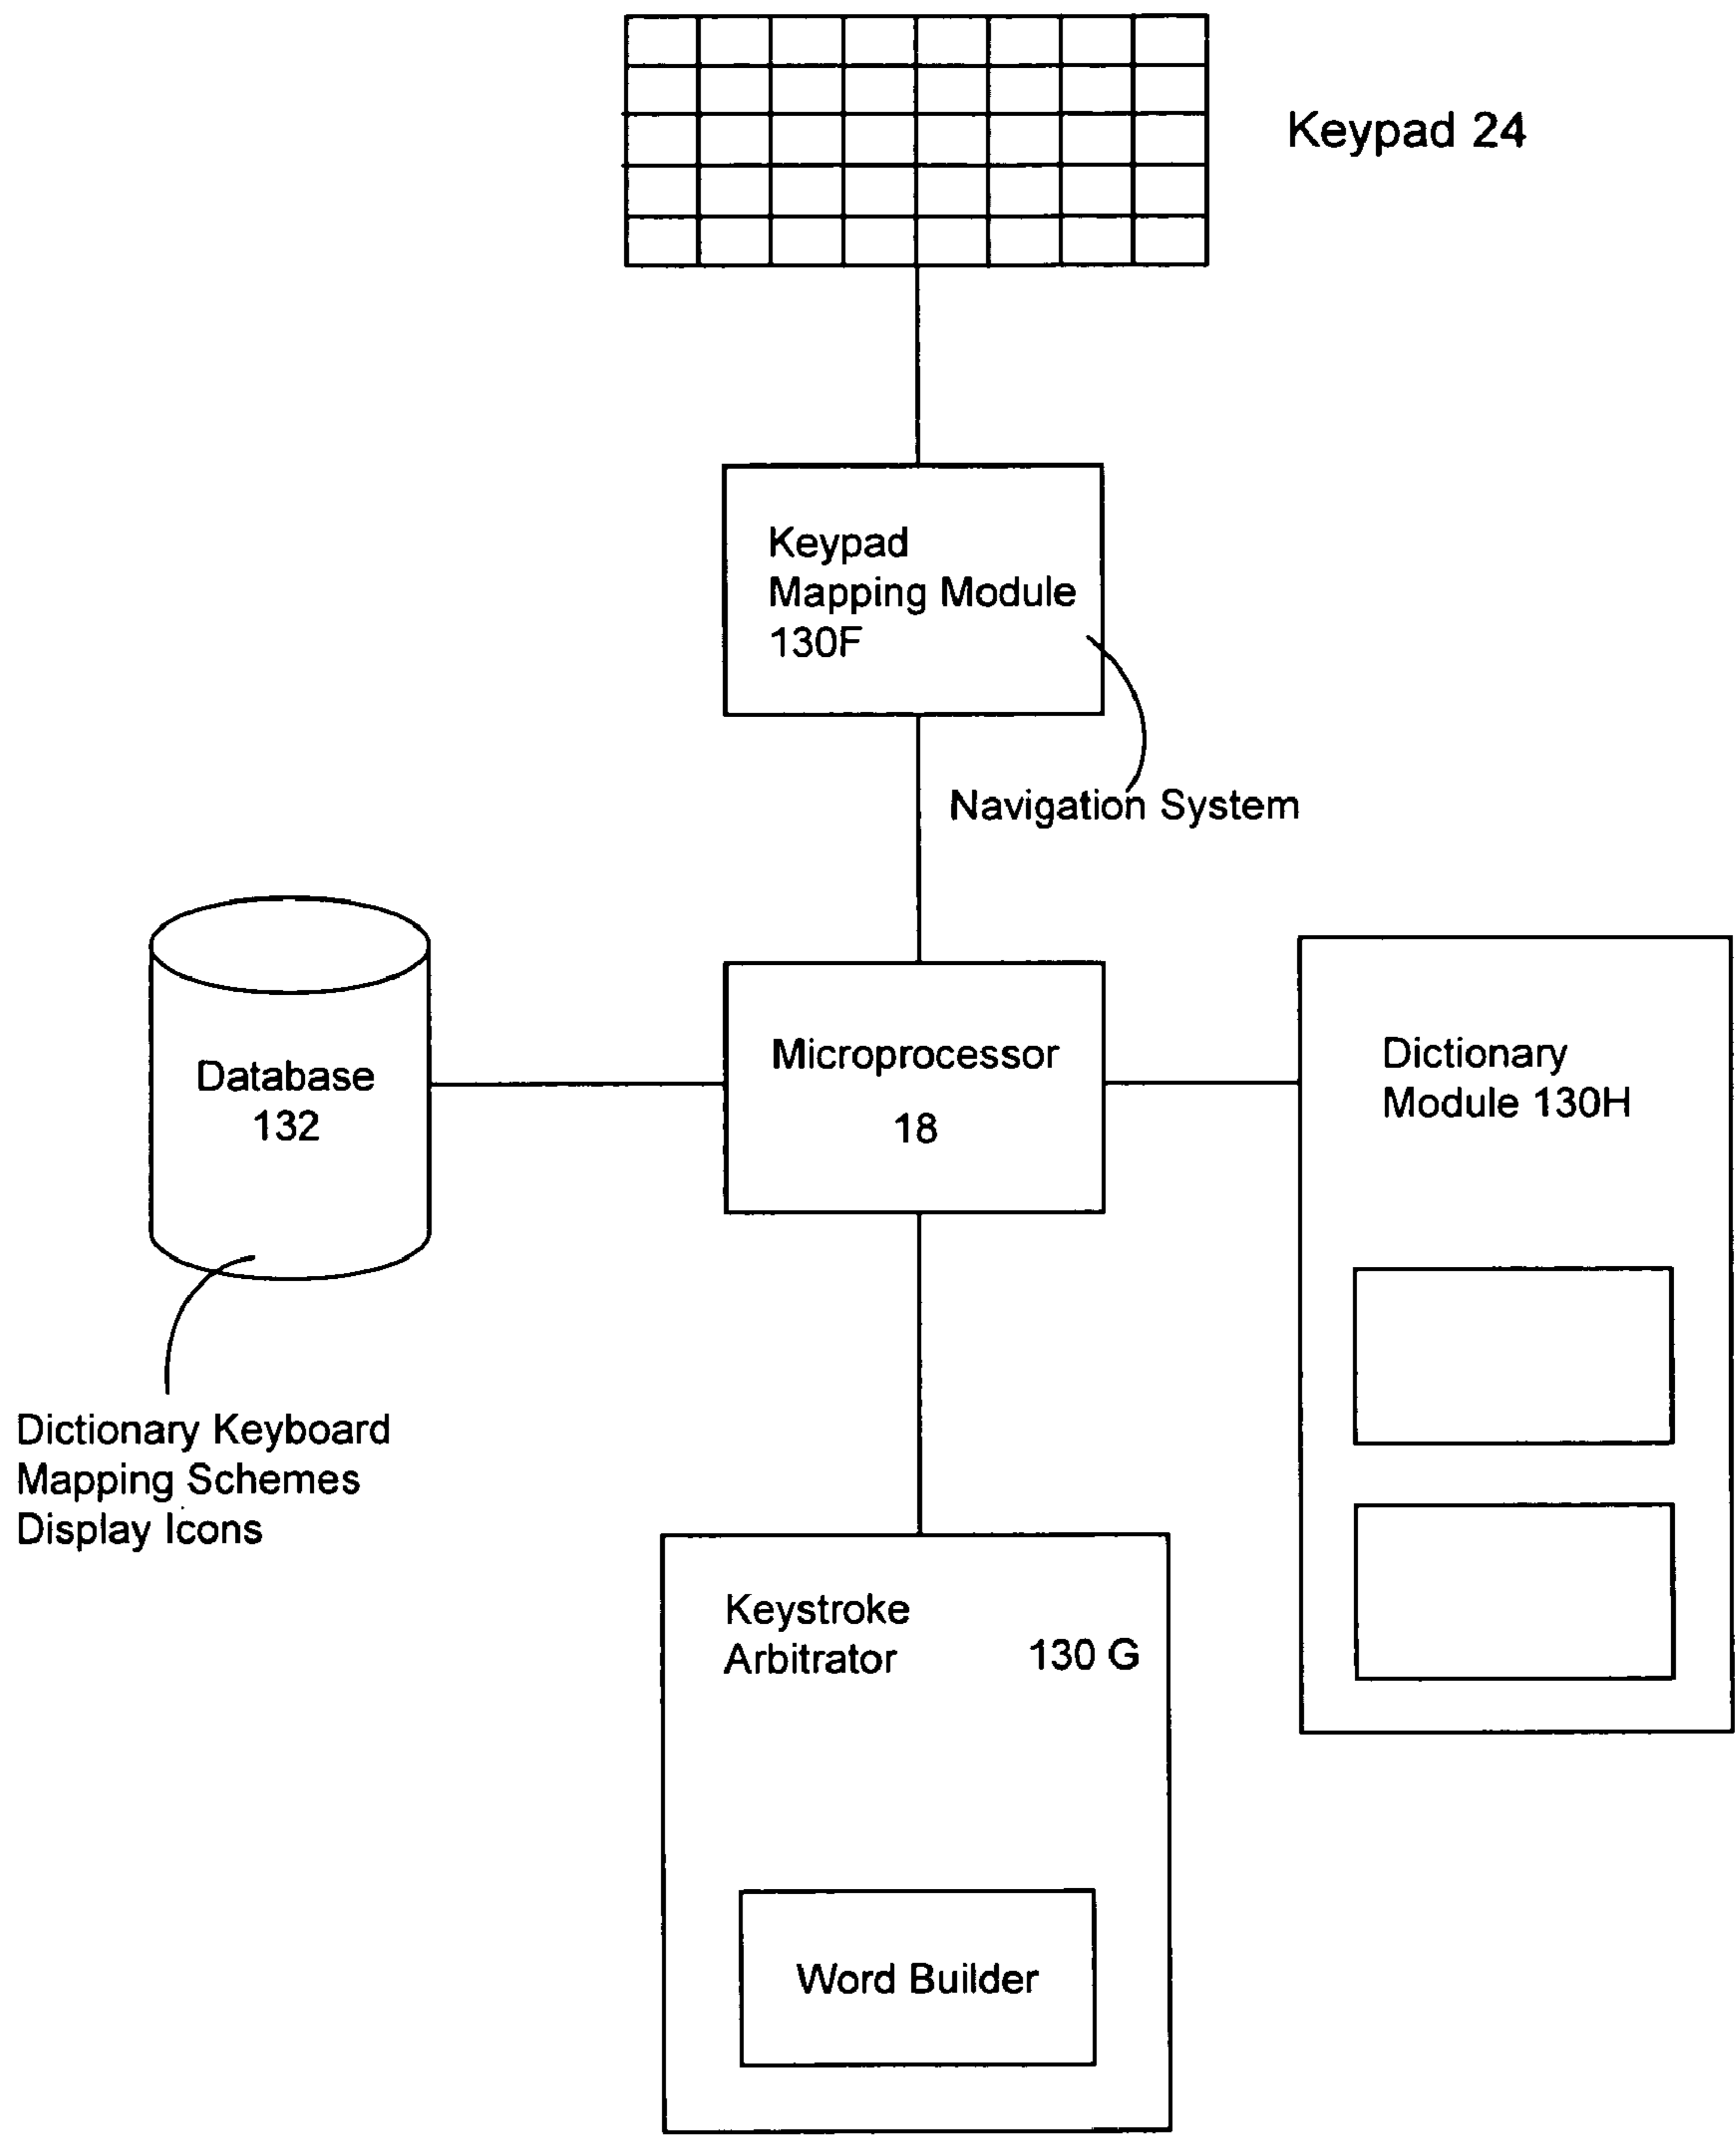 Keypad 24
Keypad
Mapping Module
130F
Navigation System
Database
132
Microprocessor
18
Dictionary
Module 130H
Dictionary Keyboard
Mapping Schemes
Display Icons
Keystroke
Arbitrator 130 G
Word Builder